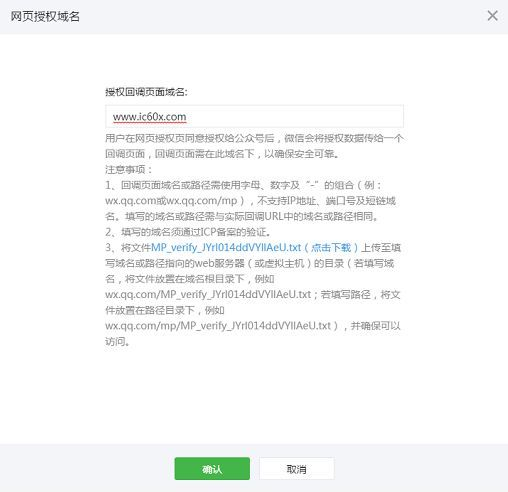 网页授权域名
授权回调页面域名:
www.ic60x.com
用户在网页授权页同意授权给公众号后，微信会将授权数据传给一个
回调页面，回调页面需在此域名下，以确保安全可靠。
注意事项：
1、回调页面域名或路径需使用字母、数字及“-”的组合（例：
wx.qq.com或wx.qq.com/mp），不支持IP地址、端口号及短链域
名。填写的域名或路径需与实际回调URL中的域名或路径相同。
2、填写的域名须通过ICP备案的验证。
3、将文件MP_verify_JYrI014ddVYIlAeU.txt（点击下载）上传至填
写域名或路径指向的web服务器（或虚拟主机）的目录（若填写域
名，将文件放置在域名根目录下，例如
wx.qq.com/MP_verify_JYrI014ddVYIlAeU.txt；若填写路径，将文
件放置在路径目录下，例如
wx.qq.com/mp/MP_verify_JYrI014ddVYIlAeU.txt），并确保可以
访问。
确认
取消